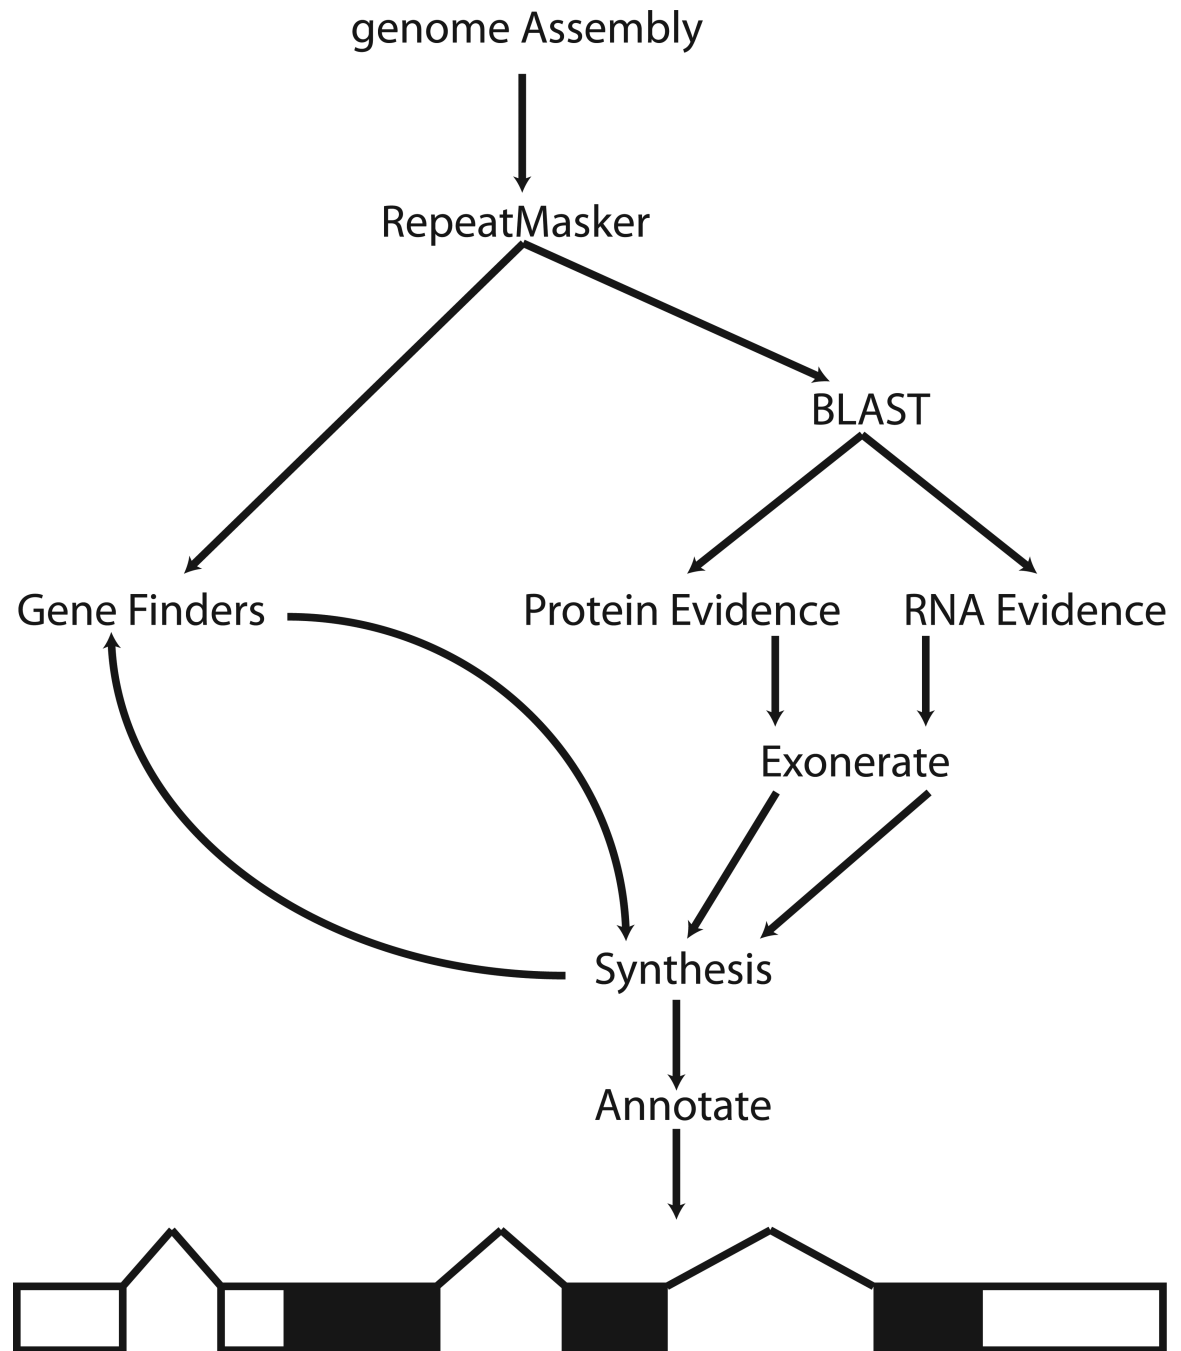 genome Assembly
RepeatMasker
BLAST
Gene Finders
Protein Evidence
RNA Evidence
Exonerate
Synthesis
Annotate